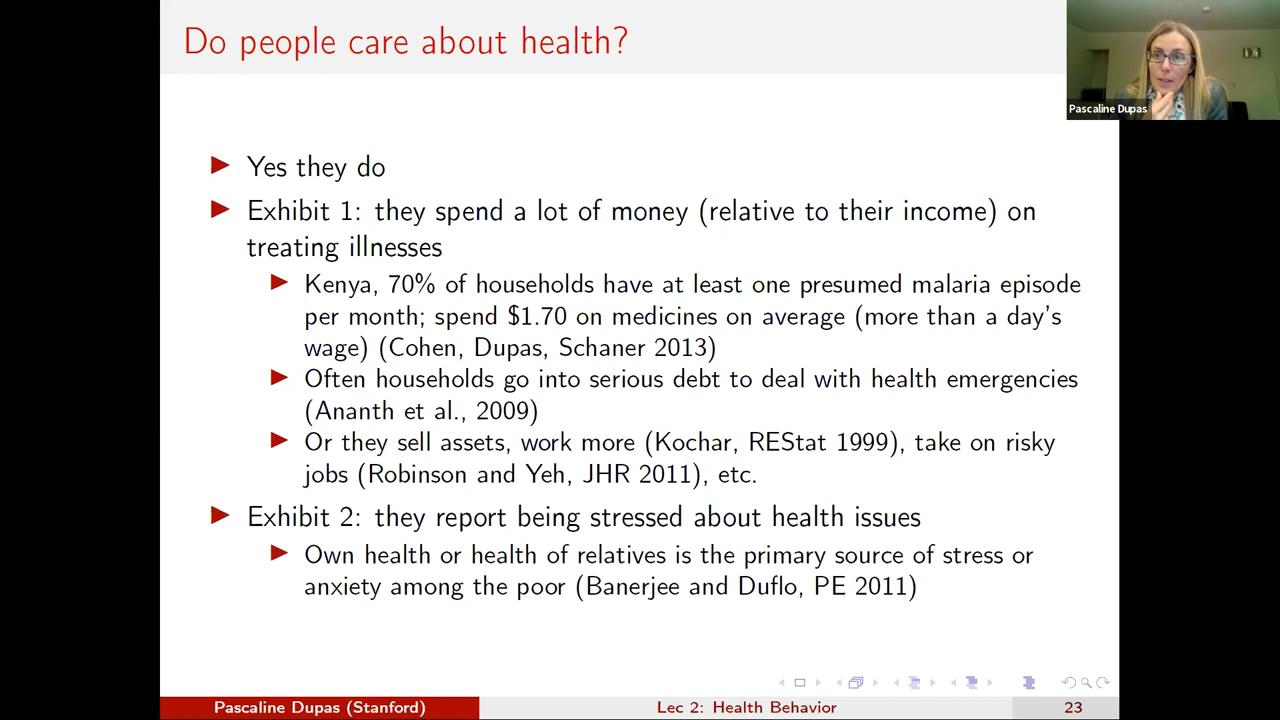 Do people care about health?
Pascaline Dupas
Yes they do
Exhibit 1: they spend a lot of money (relative to their income) on
treating illnesses
Kenya, 70% of households have at least one presumed malaria episode
per month; spend $1.70 on medicines on average (more than a day's
wage) (Cohen, Dupas, Schaner 2013)
Often households go into serious debt to deal with health emergencies
(Ananth et al., 2009)
Or they sell assets, work more (Kochar, REStat 1999), take on risky
jobs (Robinson and Yeh, JHR 2011), etc.
Exhibit 2: they report being stressed about health issues
Own health or health of relatives is the primary source of stress or
anxiety among the poor (Banerjee and Duflo, PE 2011)
Pascaline Dupas (Stanford)
Lec 2: Health Behavior
23